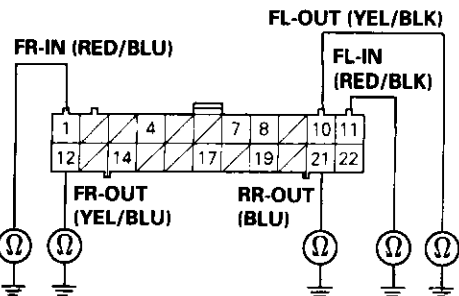 FL-OUT (YEL/BLK)
FR-IN (RED/BLU)
FL-IN
(RED/BLK)
1 4 7 8 10 11
12 14 17 19 21 22
FR-OUT
(YEL/BLU)
RR-OUT
(BLU)
Ω Ω Ω Ω Ω